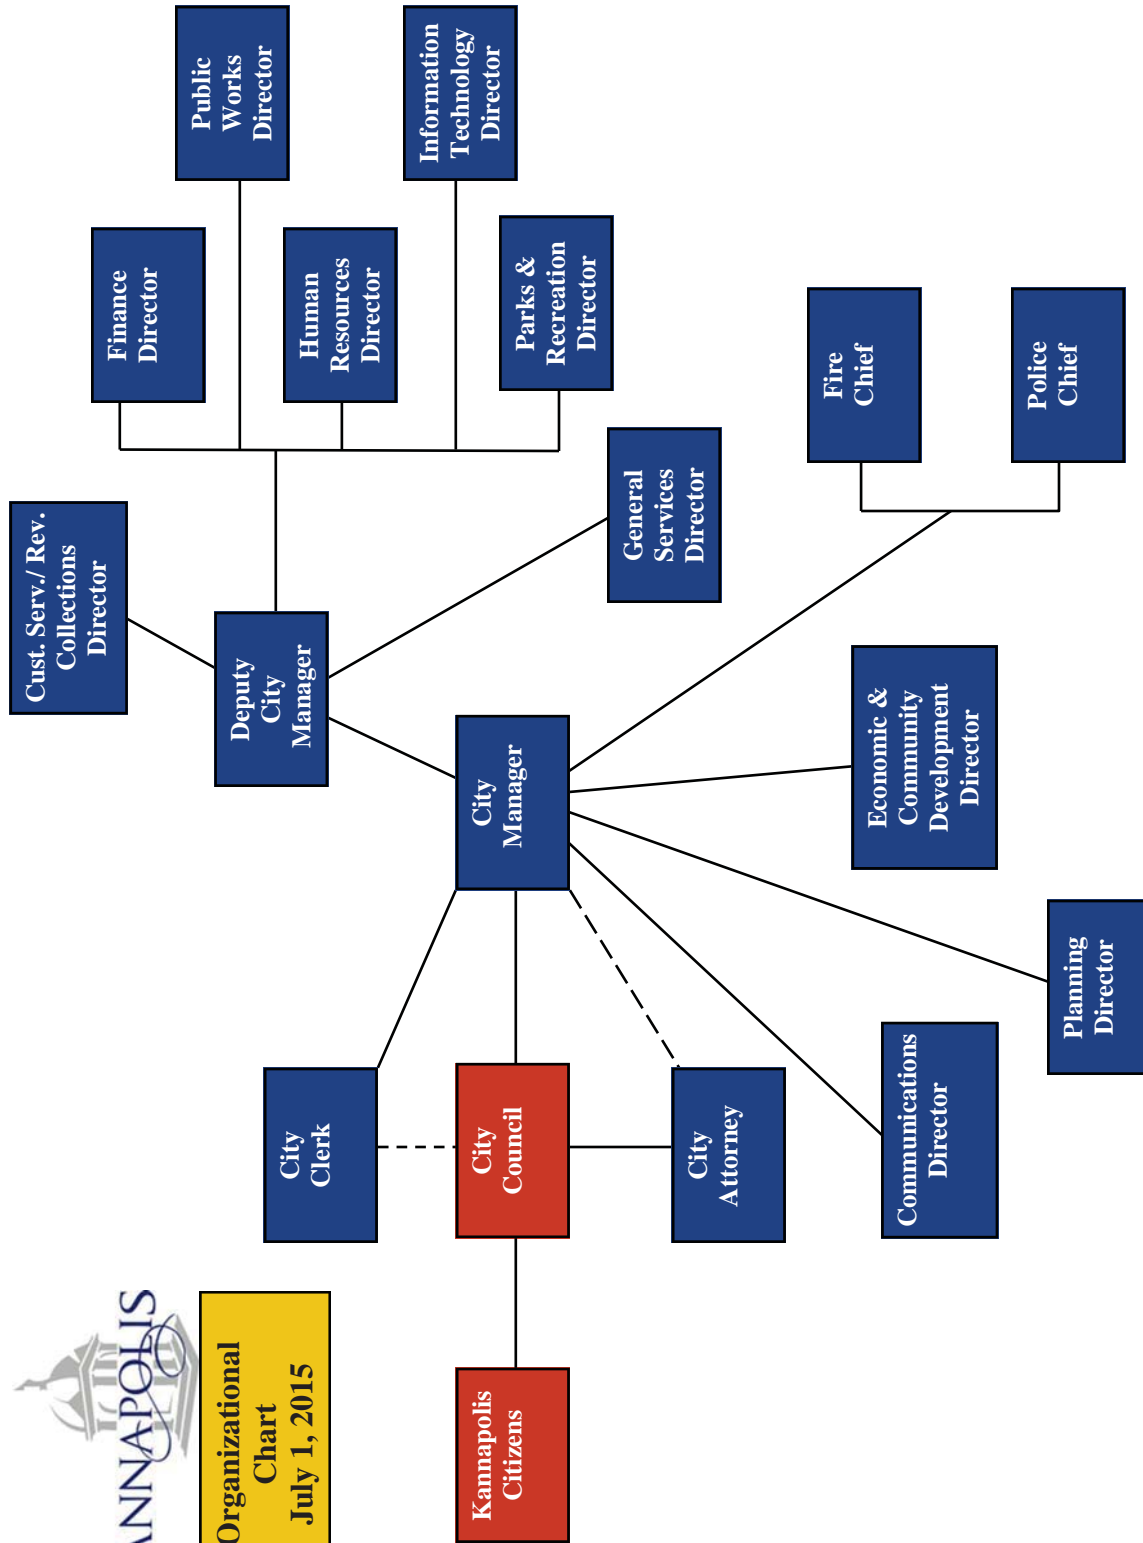 ANNAPOLIS
Organizational
Chart
July 1, 2015
Kannapolis
Citizens
City
Council
City
Clerk
City
Attorney
City
Manager
Deputy
City
Manager
Cust. Serv./ Rev.
Collections
Director
Finance
Director
Public
Works
Director
Human
Resources
Director
Information
Technology
Director
Parks &
Recreation
Director
General
Services
Director
Fire
Chief
Police
Chief
Economic &
Community
Development
Director
Planning
Director
Communications
Director